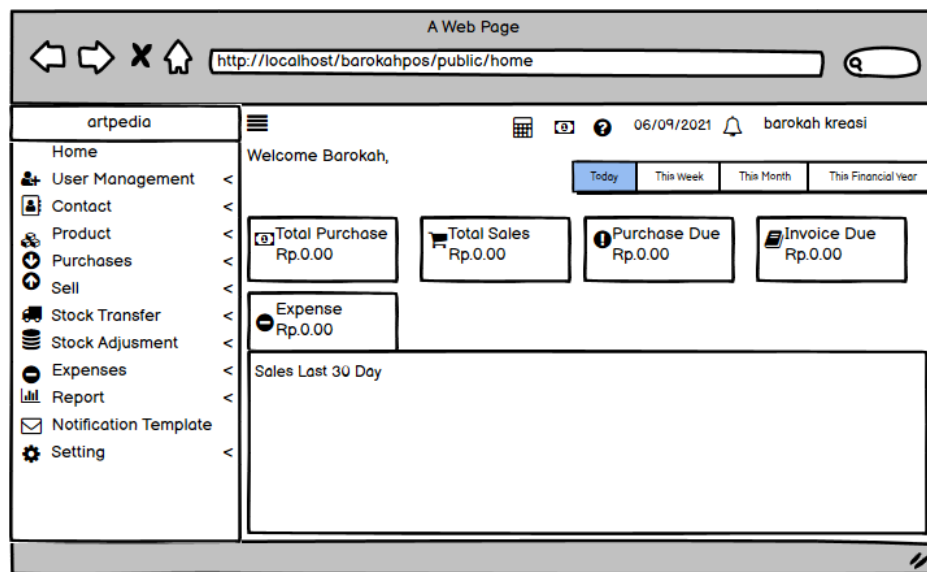 A Web Page
http://localhost/barokahpos/public/home
artpedia
Home
User Management <
Contact <
Product <
Purchases <
Sell <
Stock Transfer <
Stock Adjusment <
Expenses <
Report <
Notification Template
Setting <
06/09/2021 barokah kreasi
Welcome Barokah,
Today This Week This Month This Financial Year
Total Purchase
Rp.0.00
Total Sales
Rp.0.00
Purchase Due
Rp.0.00
Invoice Due
Rp.0.00
Expense
Rp.0.00
Sales Last 30 Day